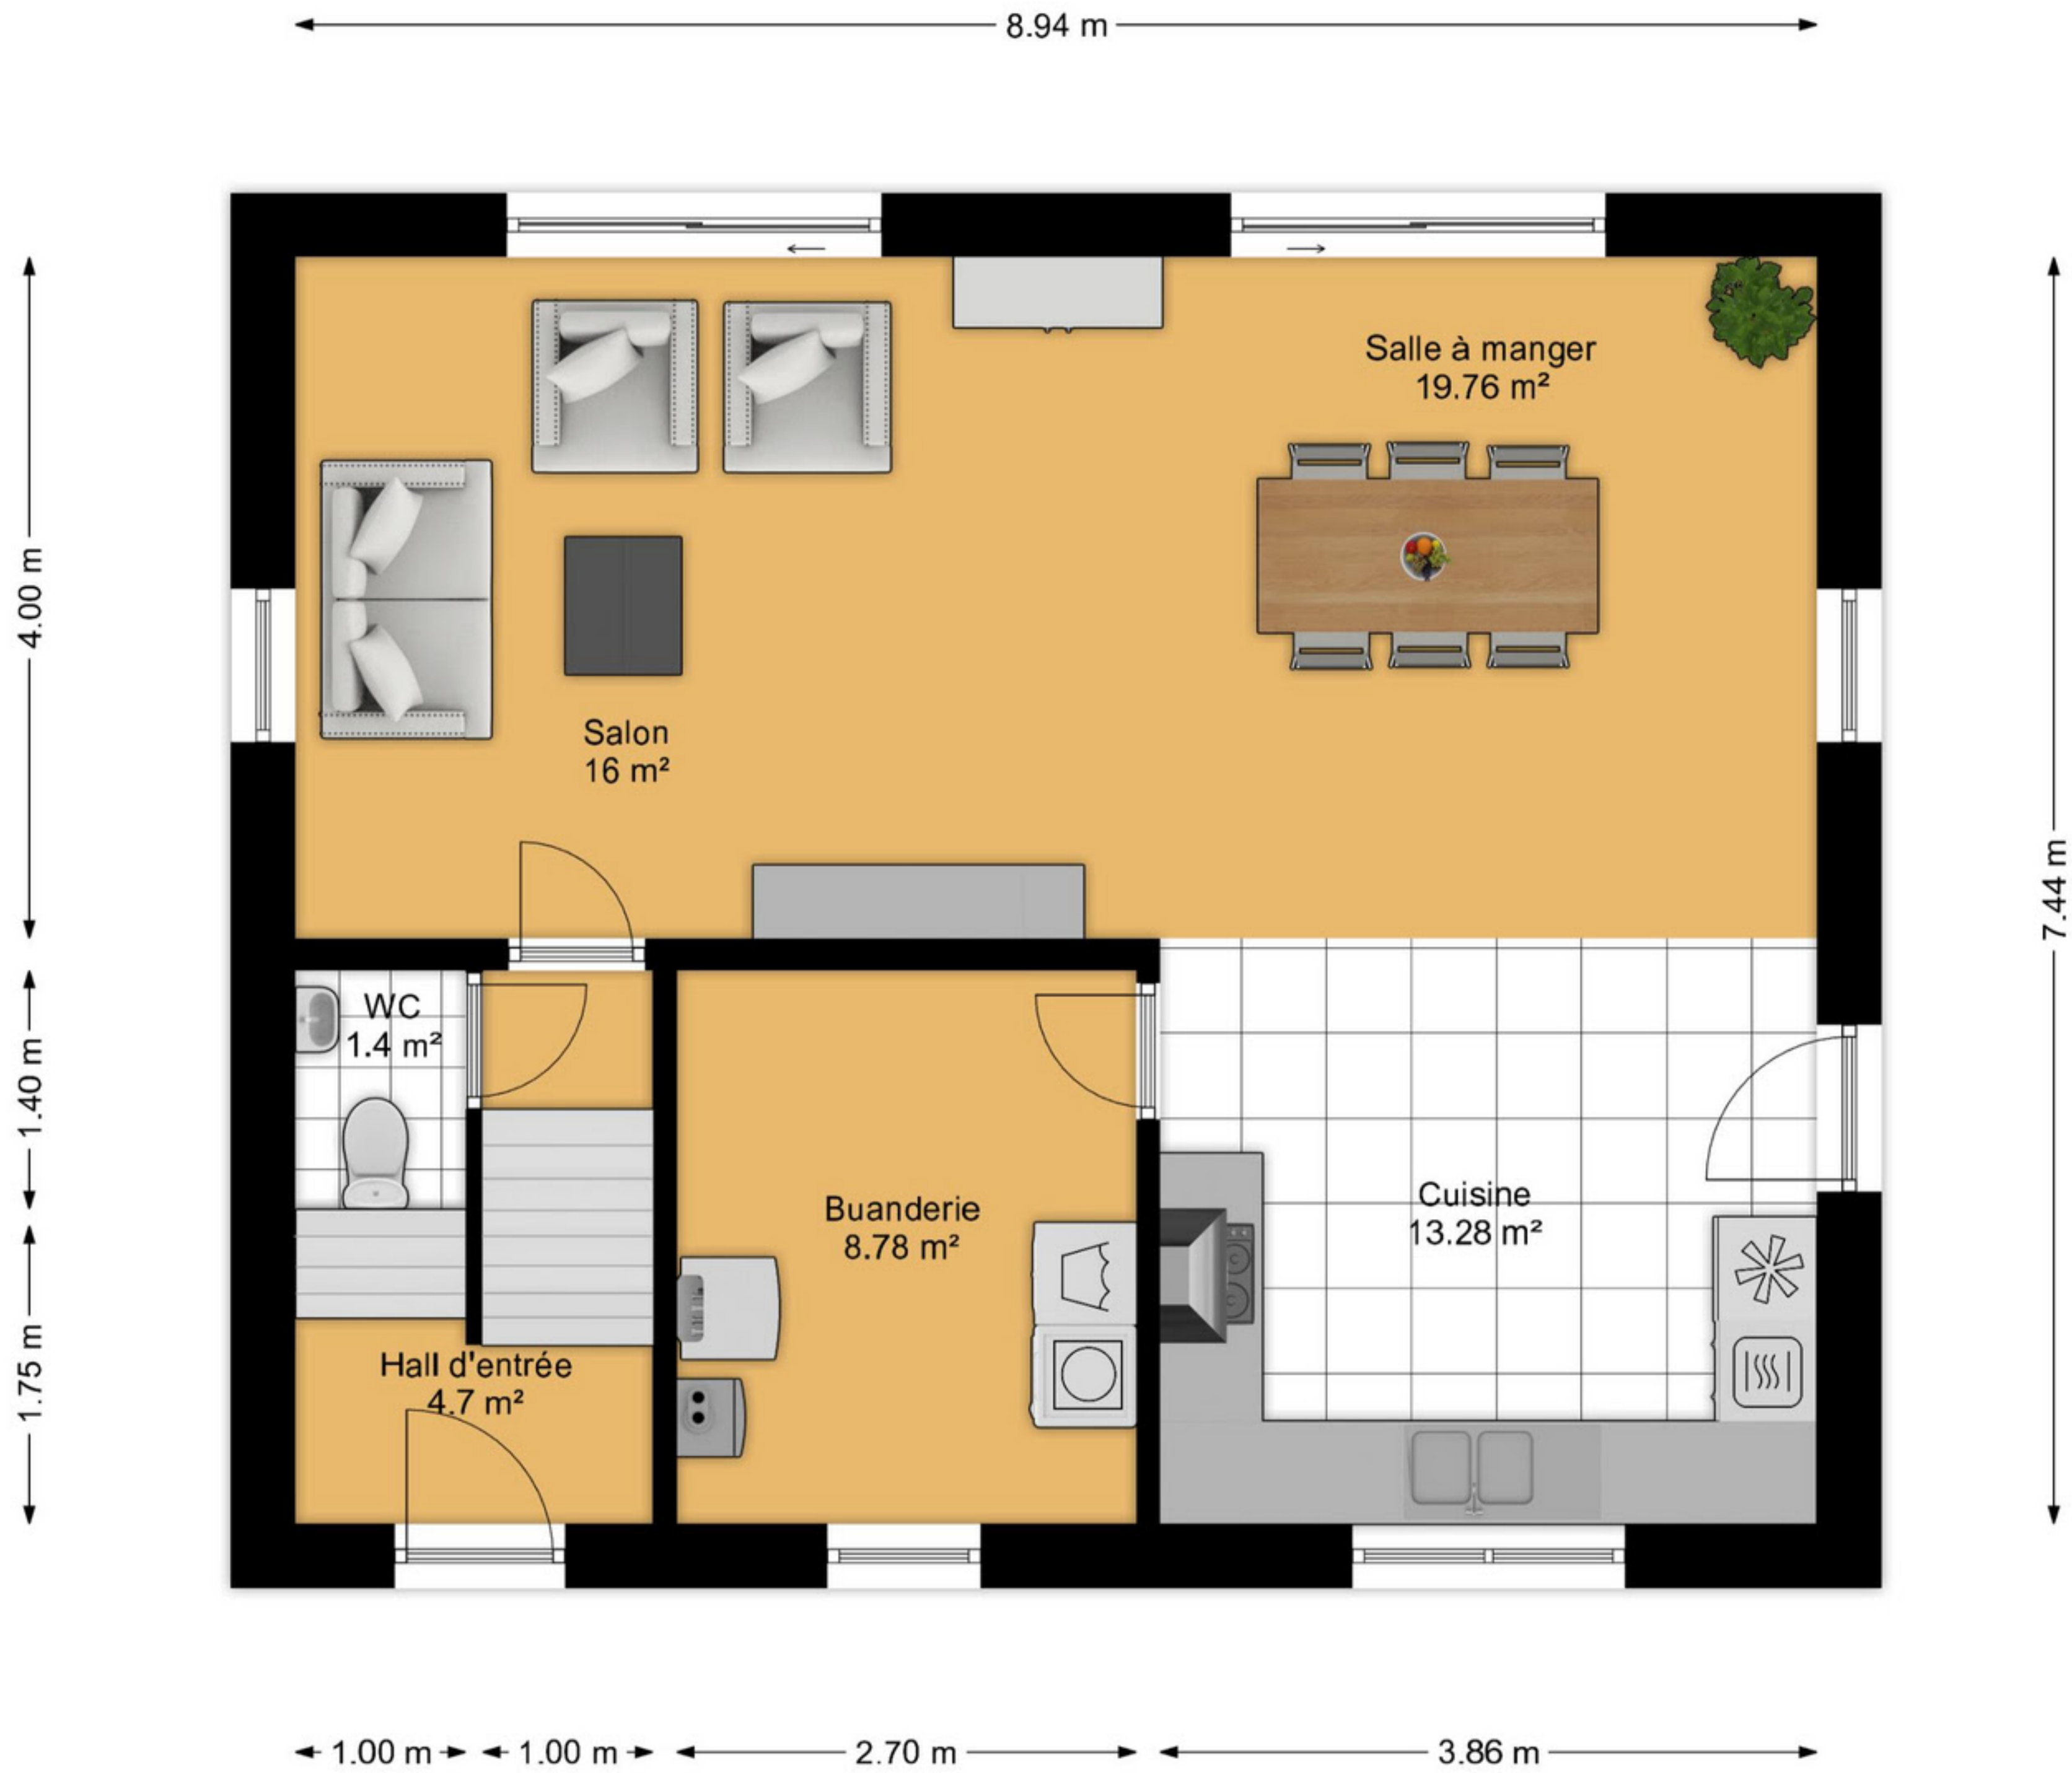 8.94 m
Salle à manger
19.76 m²
4.00 m
Salon
16 m²
7.44 m
WC
1.4 m²
1.40 m
Buanderie
8.78 m²
Cuisine
13.28 m²
Hall d'entrée
4.7 m²
1.75 m
1.00 m
1.00 m
2.70 m
3.86 m